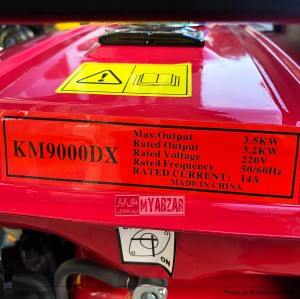 KM9000DX
Max.Output 3.5KW
Rated Output 3.2KW
Rated Voltage 220V
Rated Frequency 50/60Hz
RATED CURRENT: 14A
MADE IN CHINA
MYABZAR
ON